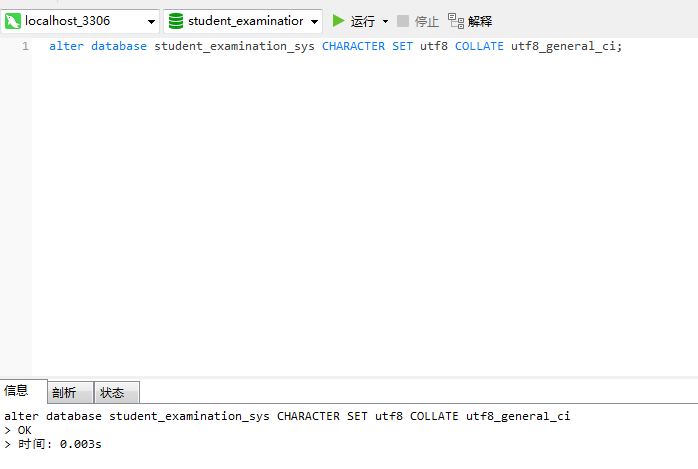 localhost_3306 student_examination 运行 停止 解释
1 alter database student_examination_sys CHARACTER SET utf8 COLLATE utf8_general_ci;
信息 剖析 状态
alter database student_examination_sys CHARACTER SET utf8 COLLATE utf8_general_ci
> OK
> 时间: 0.003s